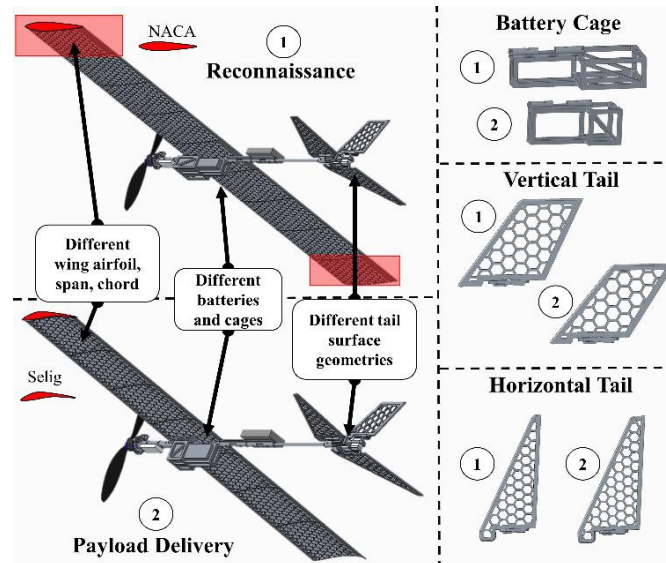 NACA
1
Reconnaissance
Different
wing airfoil,
span, chord
Different
batteries
and cages
Different tail
surface
geometries
Selig
2
Payload Delivery
Battery Cage
1
2
Vertical Tail
1
2
Horizontal Tail
1
2